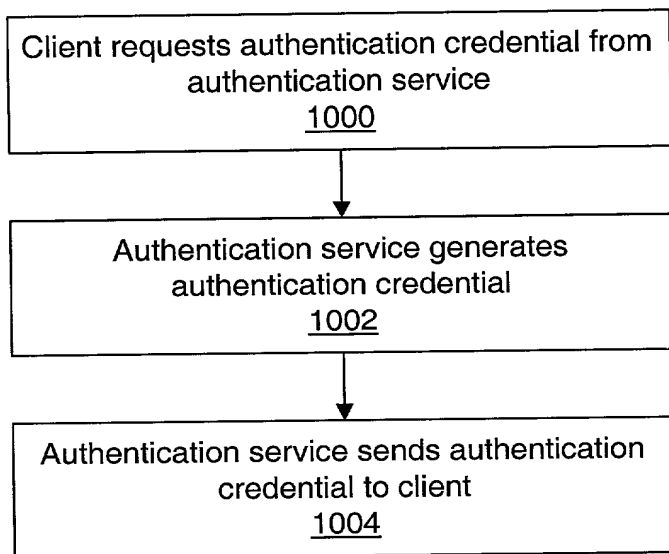 Client requests authentication credential from
authentication service
1000
Authentication service generates
authentication credential
1002
Authentication service sends authentication
credential to client
1004